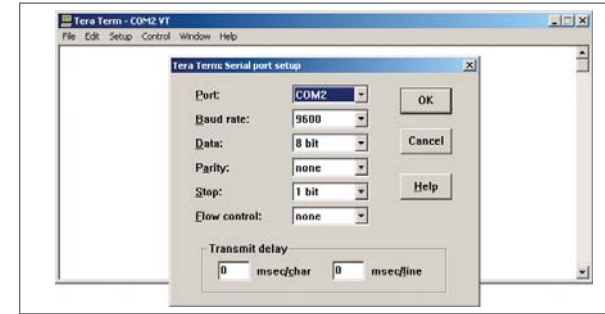 Tera Term - COM2 VT
File Edit Setup Control Window Help
Tera Term: Serial port setup
Port: COM2 OK
Baud rate: 9600
Data: 8 bit Cancel
Parity: none
Stop: 1 bit Help
Flow control: none
Transmit delay
0 msec/char 0 msec/line